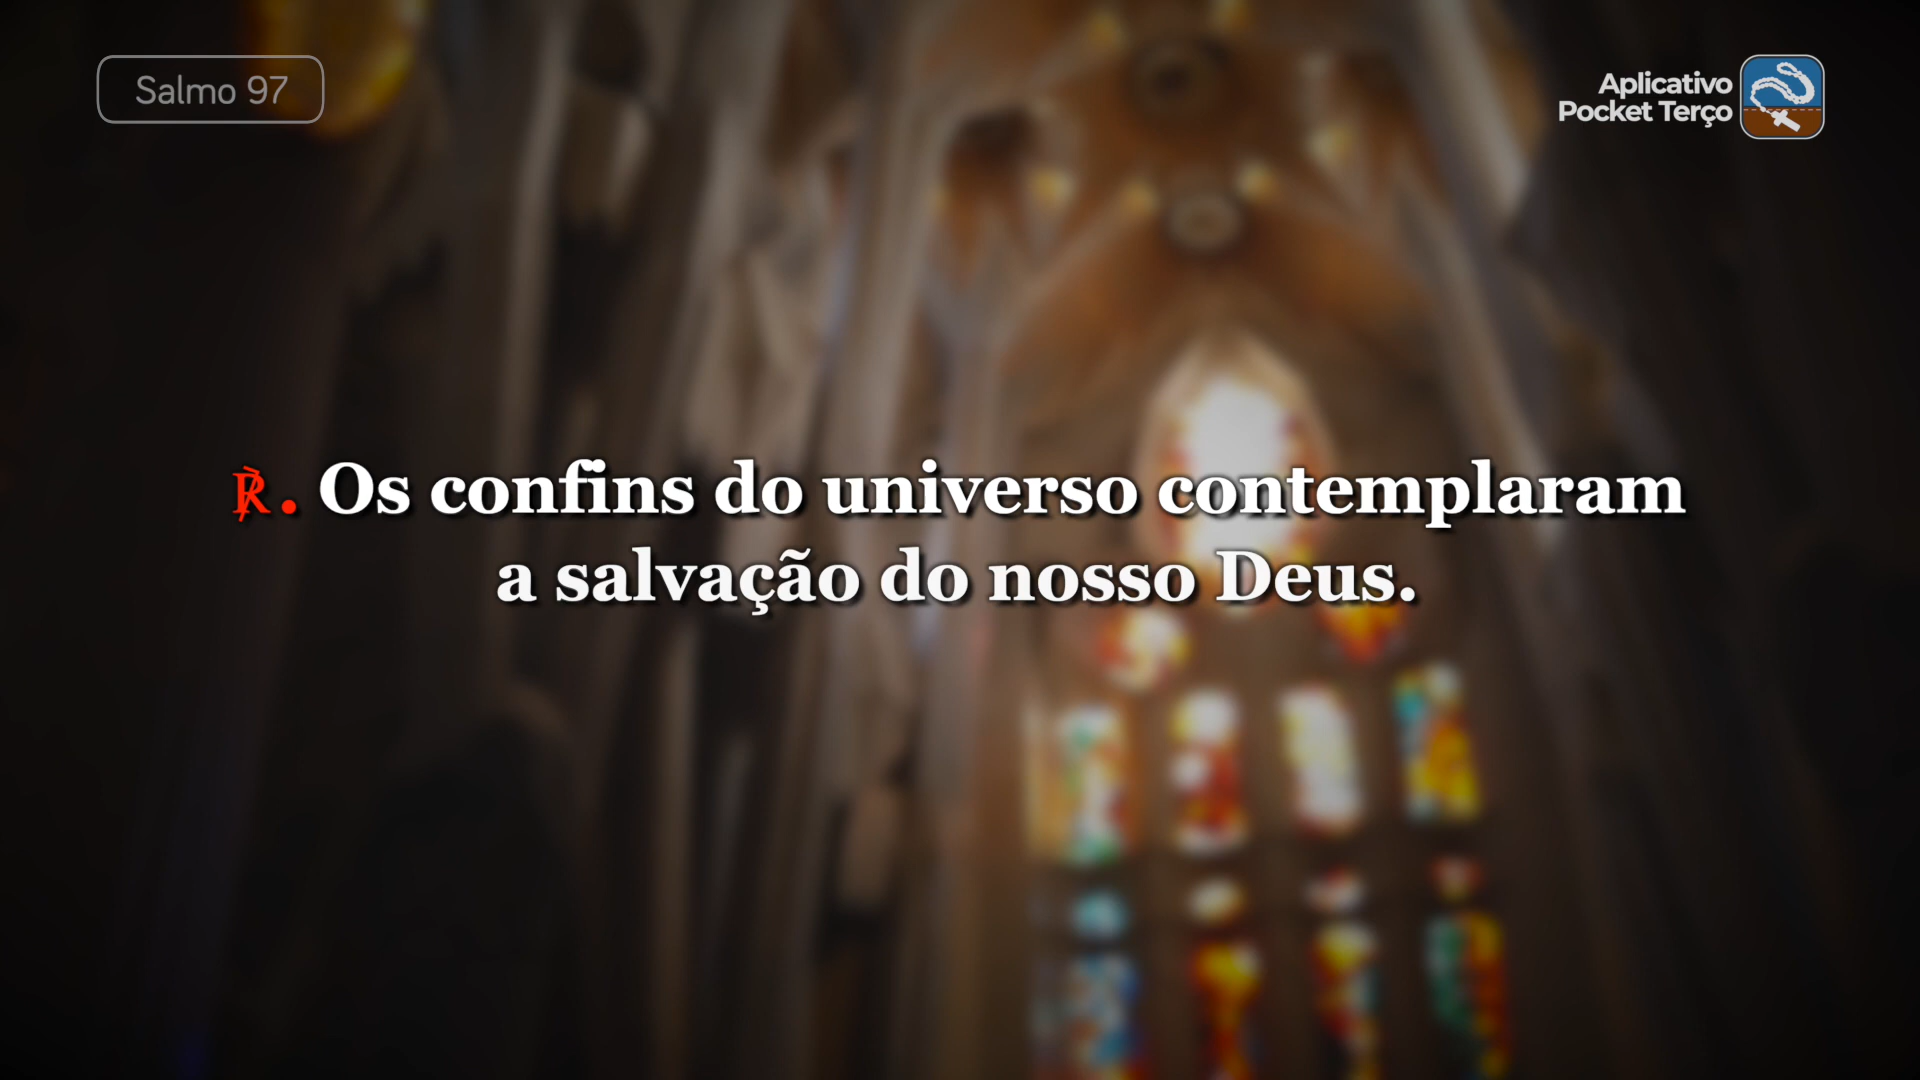 Salmo 97
Aplicativo
Pocket Terço
℟. Os confins do universo contemplaram
a salvação do nosso Deus.